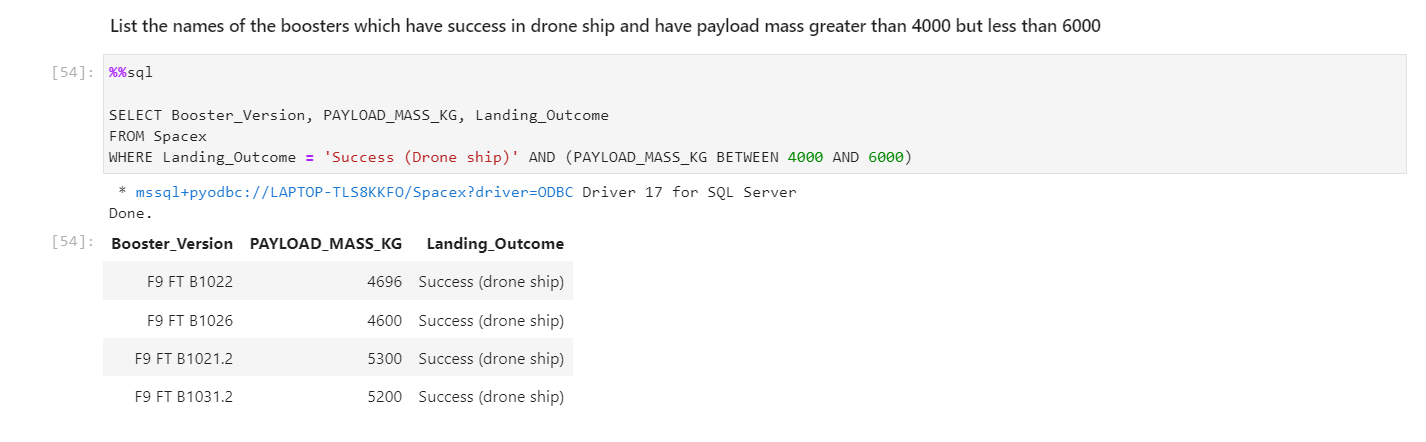 List the names of the boosters which have success in drone ship and have payload mass greater than 4000 but less than 6000
[54]: %%sql
SELECT Booster_Version, PAYLOAD_MASS_KG, Landing_Outcome
FROM Spacex
WHERE Landing_Outcome = 'Success (Drone ship)' AND (PAYLOAD_MASS_KG BETWEEN 4000 AND 6000)
* mssql+pyodbc://LAPTOP-TLS8KKFO/Spacex?driver=ODBC Driver 17 for SQL Server
Done.
[54]: Booster_Version PAYLOAD_MASS_KG Landing_Outcome
F9 FT B1022 4696 Success (drone ship)
F9 FT B1026 4600 Success (drone ship)
F9 FT B1021.2 5300 Success (drone ship)
F9 FT B1031.2 5200 Success (drone ship)